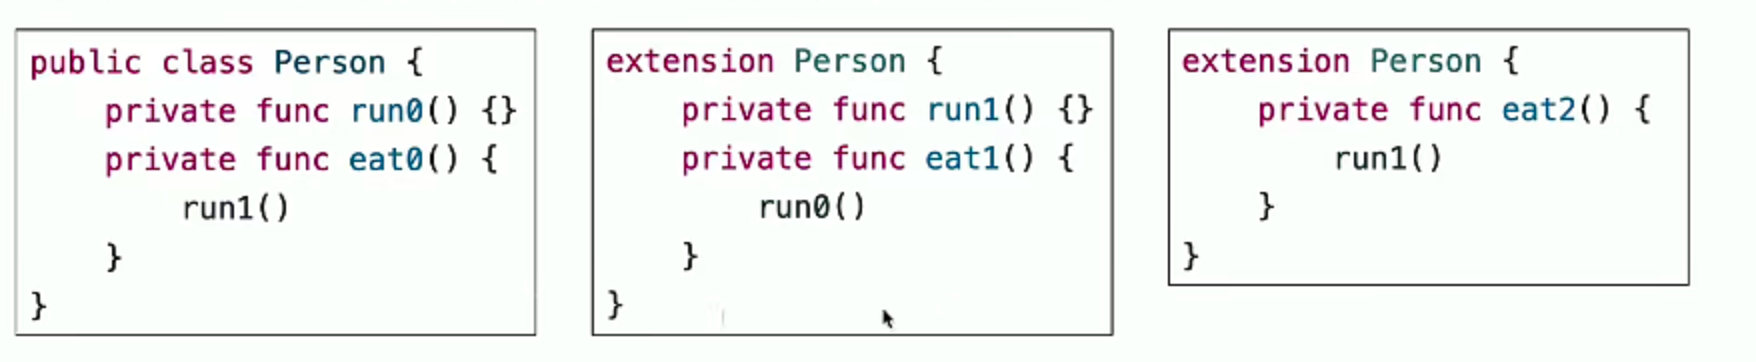 public class Person {
    private func run0() {}
    private func eat0() {
        run1()
    }
}
extension Person {
    private func run1() {}
    private func eat1() {
        run0()
    }
}
extension Person {
    private func eat2() {
        run1()
    }
}